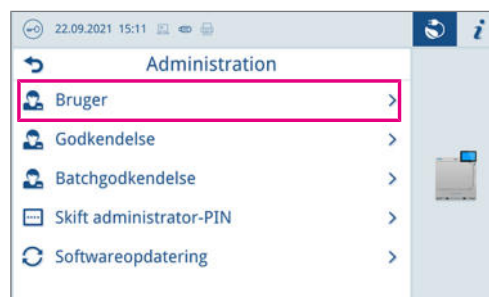 22.09.2021 15:11
Administration
Bruger
Godkendelse
Batchgodkendelse
Skift administrator-PIN
Softwareopdatering